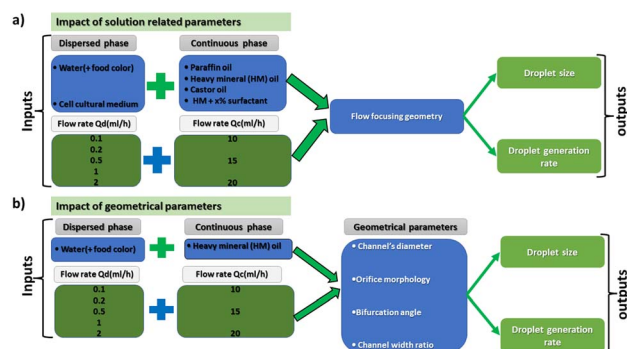 a)
Impact of solution related parameters
Dispersed phase
Continuous phase
• Water(+ food color)
• Cell cultural medium
• Paraffin oil
• Heavy mineral (HM) oil
• Castor oil
• HM + x% surfactant
Flow rate Qd(ml/h)
Flow rate Qc(ml/h)
0.1
0.2
0.5
1
2
10
15
20
Inputs
Flow focusing geometry
Droplet size
Droplet generation
rate
outputs
b)
Impact of geometrical parameters
Dispersed phase
Continuous phase
Geometrical parameters
• Water(+ food color)
• Heavy mineral (HM) oil
Flow rate Qd(ml/h)
Flow rate Qc(ml/h)
0.1
0.2
0.5
1
2
10
15
20
Inputs
• Channel's diameter
•Orifice morphology
•Bifurcation angle
• Channel width ratio
Droplet size
Droplet generation
rate
outputs